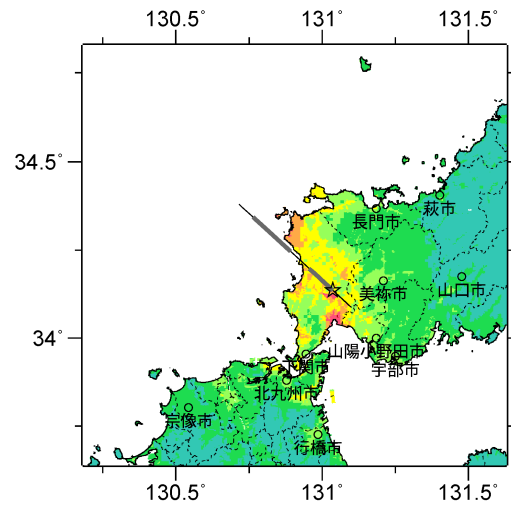 130.5° 131° 131.5°
34.5°
萩市
長門市
山口市
美祢市
34°
山陽小野田市
下関市
宇部市
北九州市
宗像市
行橋市
130.5° 131° 131.5°